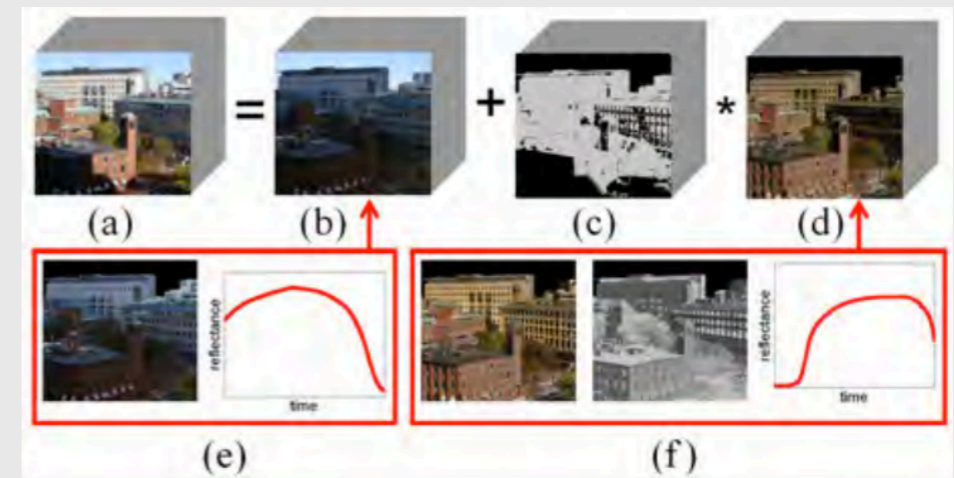 = + *
(a) (b) (c) (d)
reflectance
time
reflectance
time
(e) (f)